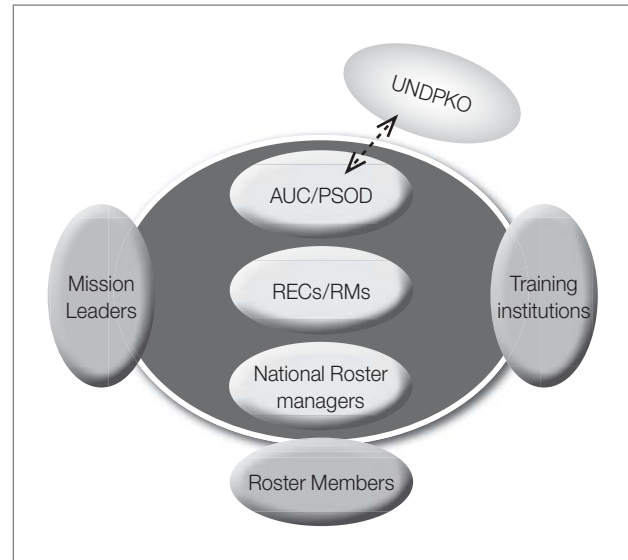 UNDPKO
AUC/PSOD
Mission
Leaders
RECs/RMs
Training
institutions
National Roster
managers
Roster Members